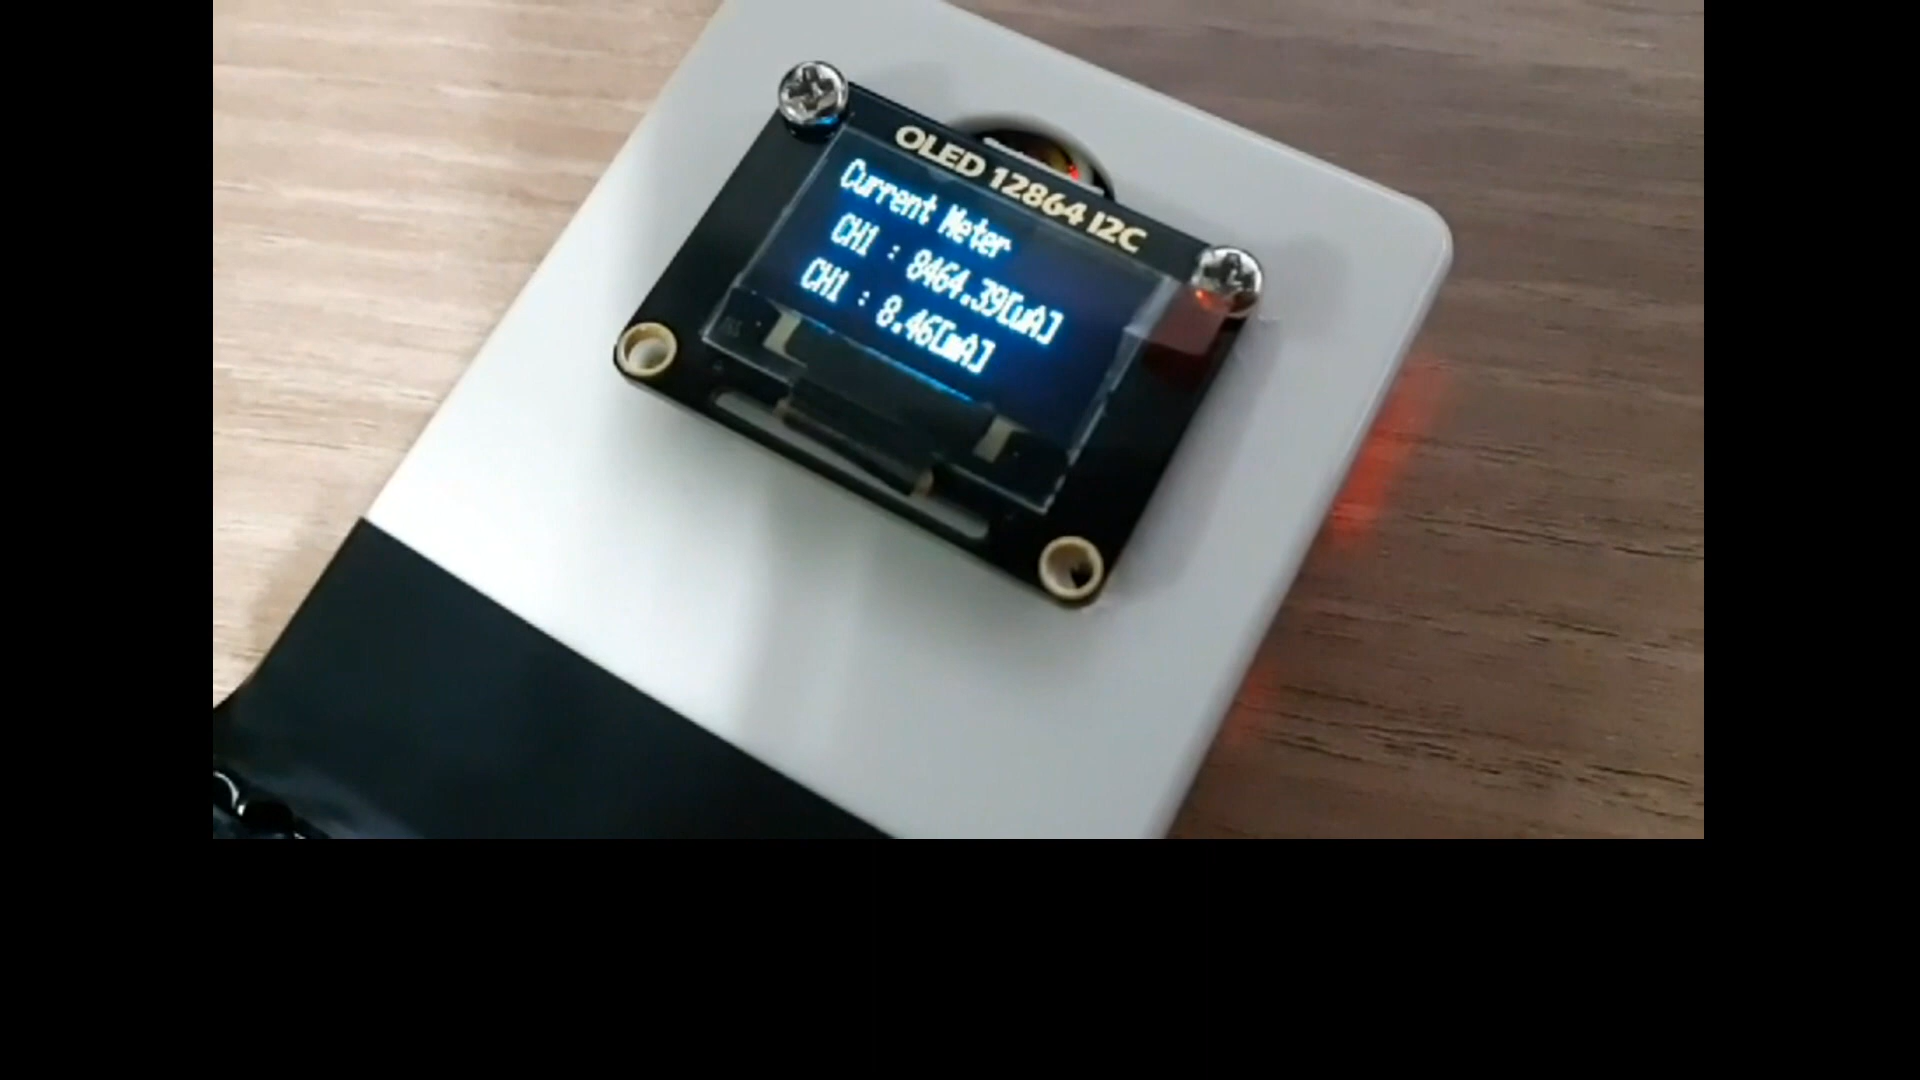 OLED 12864 I2C
Current Meter
CH1 : 8464.39[uA]
CH1 : 8.46[mA]